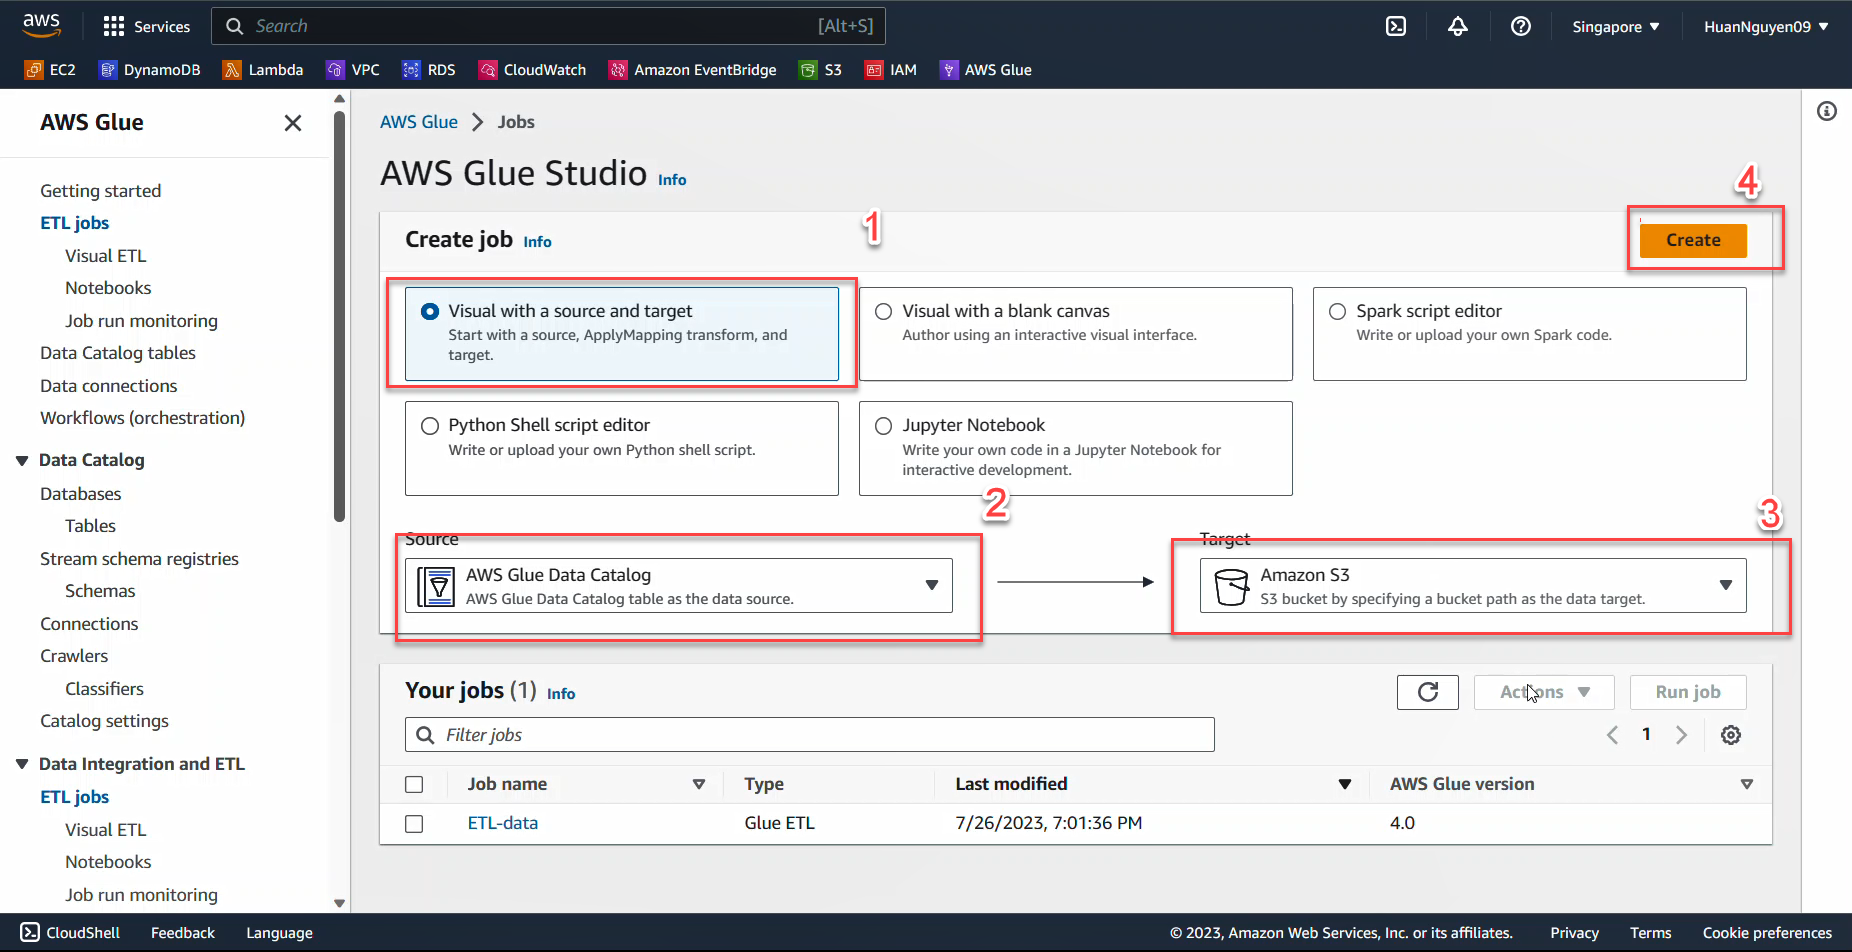 aws
Services
Search
[Alt+S]
Singapore
HuanNguyen09
EC2
DynamoDB
Lambda
VPC
RDS
CloudWatch
Amazon EventBridge
S3
IAM
AWS Glue
AWS Glue
Getting started
ETL jobs
Visual ETL
Notebooks
Job run monitoring
Data Catalog tables
Data connections
Workflows (orchestration)
Data Catalog
Databases
Tables
Stream schema registries
Schemas
Connections
Crawlers
Classifiers
Catalog settings
Data Integration and ETL
ETL jobs
Visual ETL
Notebooks
Job run monitoring
AWS Glue > Jobs
AWS Glue Studio Info
4
1
Create job Info
Create
Visual with a source and target
Start with a source, ApplyMapping transform, and
target.
Visual with a blank canvas
Author using an interactive visual interface.
Spark script editor
Write or upload your own Spark code.
Python Shell script editor
Write or upload your own Python shell script.
Jupyter Notebook
Write your own code in a Jupyter Notebook for
interactive development.
2
3
Source
AWS Glue Data Catalog
AWS Glue Data Catalog table as the data source.
Target
Amazon S3
S3 bucket by specifying a bucket path as the data target.
Your jobs (1) Info
Actions
Run job
Filter jobs
1
Job name
Type
Last modified
AWS Glue version
ETL-data
Glue ETL
7/26/2023, 7:01:36 PM
4.0
CloudShell
Feedback
Language
© 2023, Amazon Web Services, Inc. or its affiliates.
Privacy
Terms
Cookie preferences